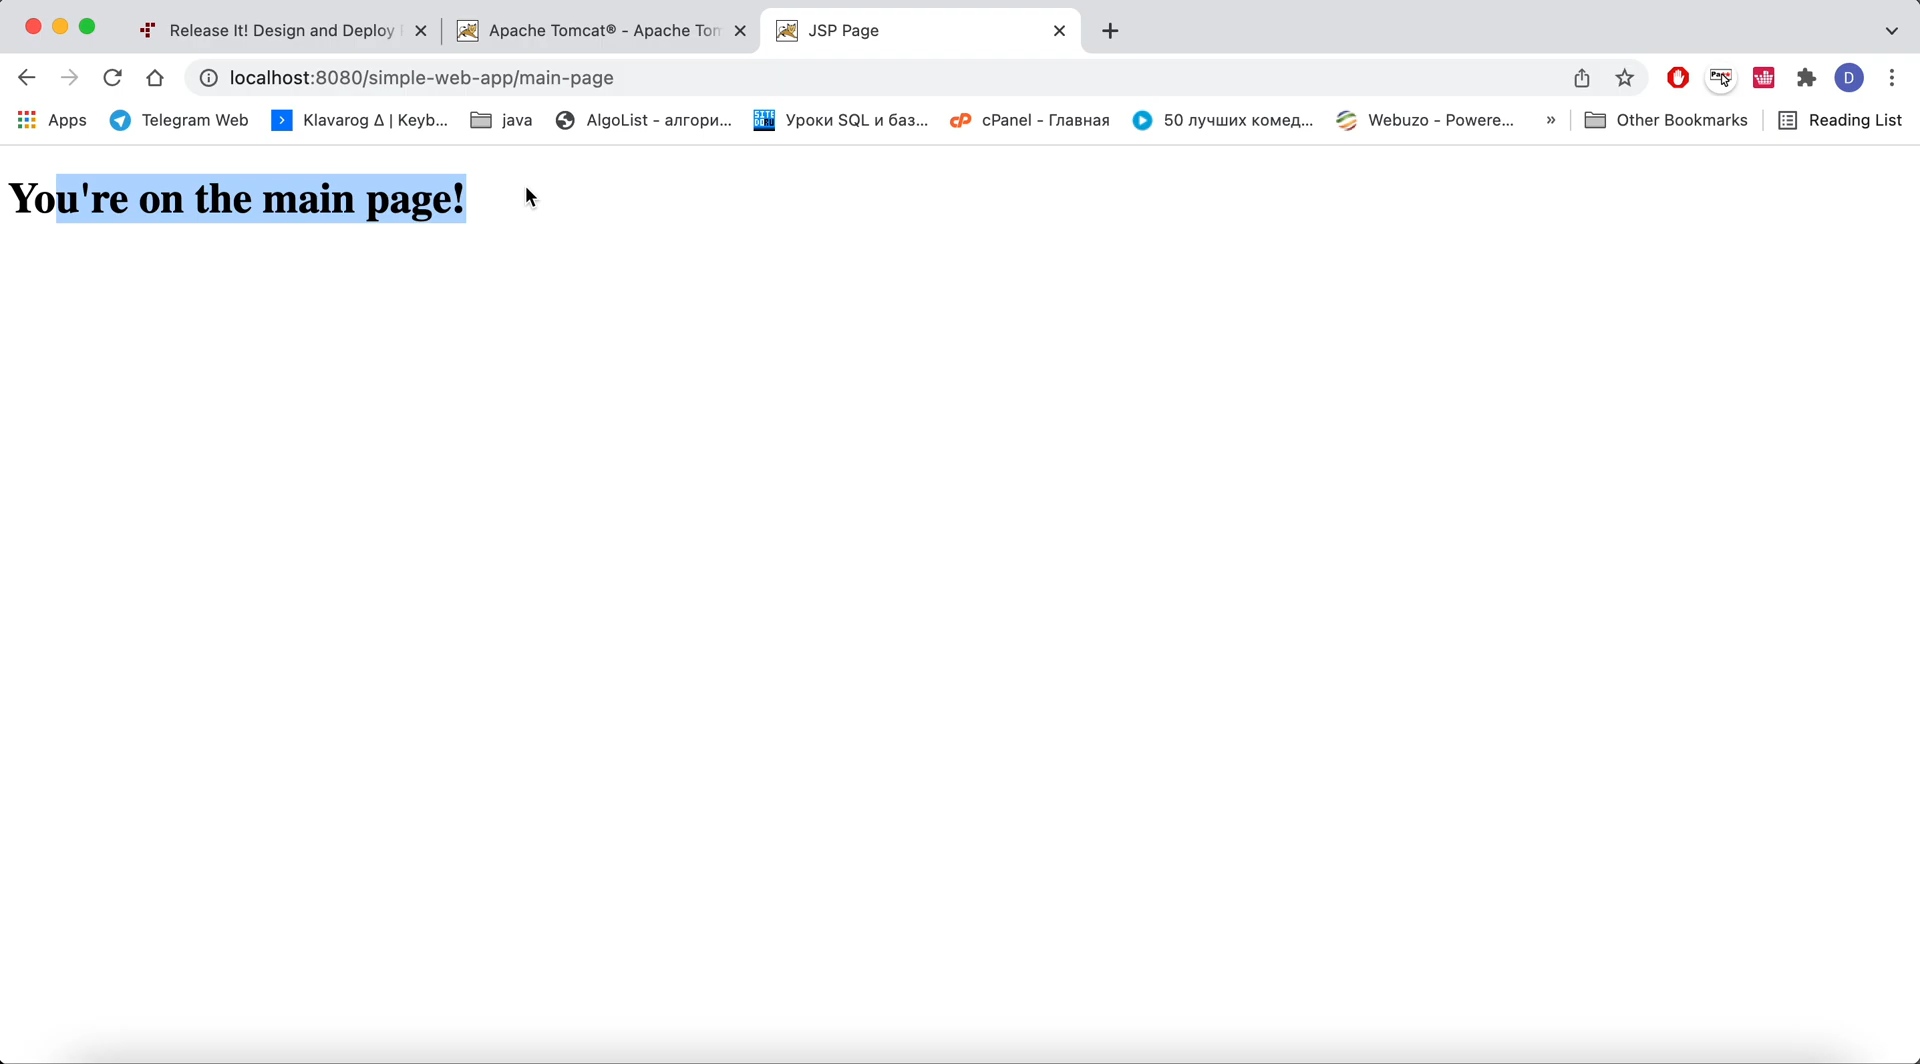 Release It! Design and Deploy
Apache Tomcat® - Apache Tom
JSP Page
localhost:8080/simple-web-app/main-page
D
Apps
Telegram Web
Klavarog Δ | Keyb...
java
AlgoList - алгори...
Уроки SQL и баз...
cPanel - Главная
50 лучших комед...
Webuzo - Powere...
»
Other Bookmarks
Reading List
You're on the main page!